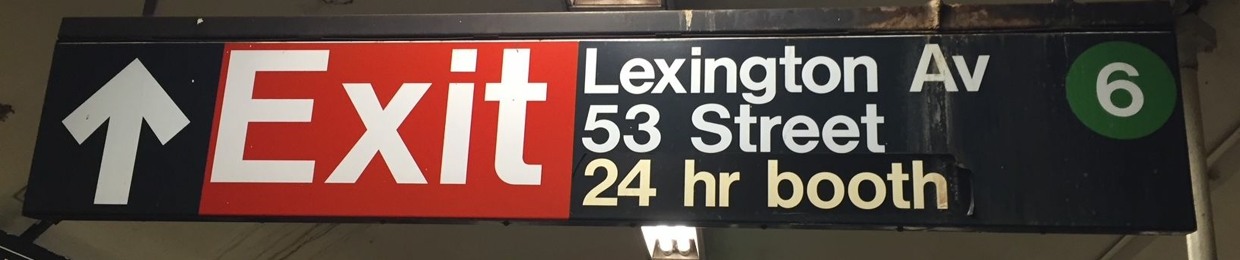 Exit
Lexington Av
53 Street
24 hr booth
6